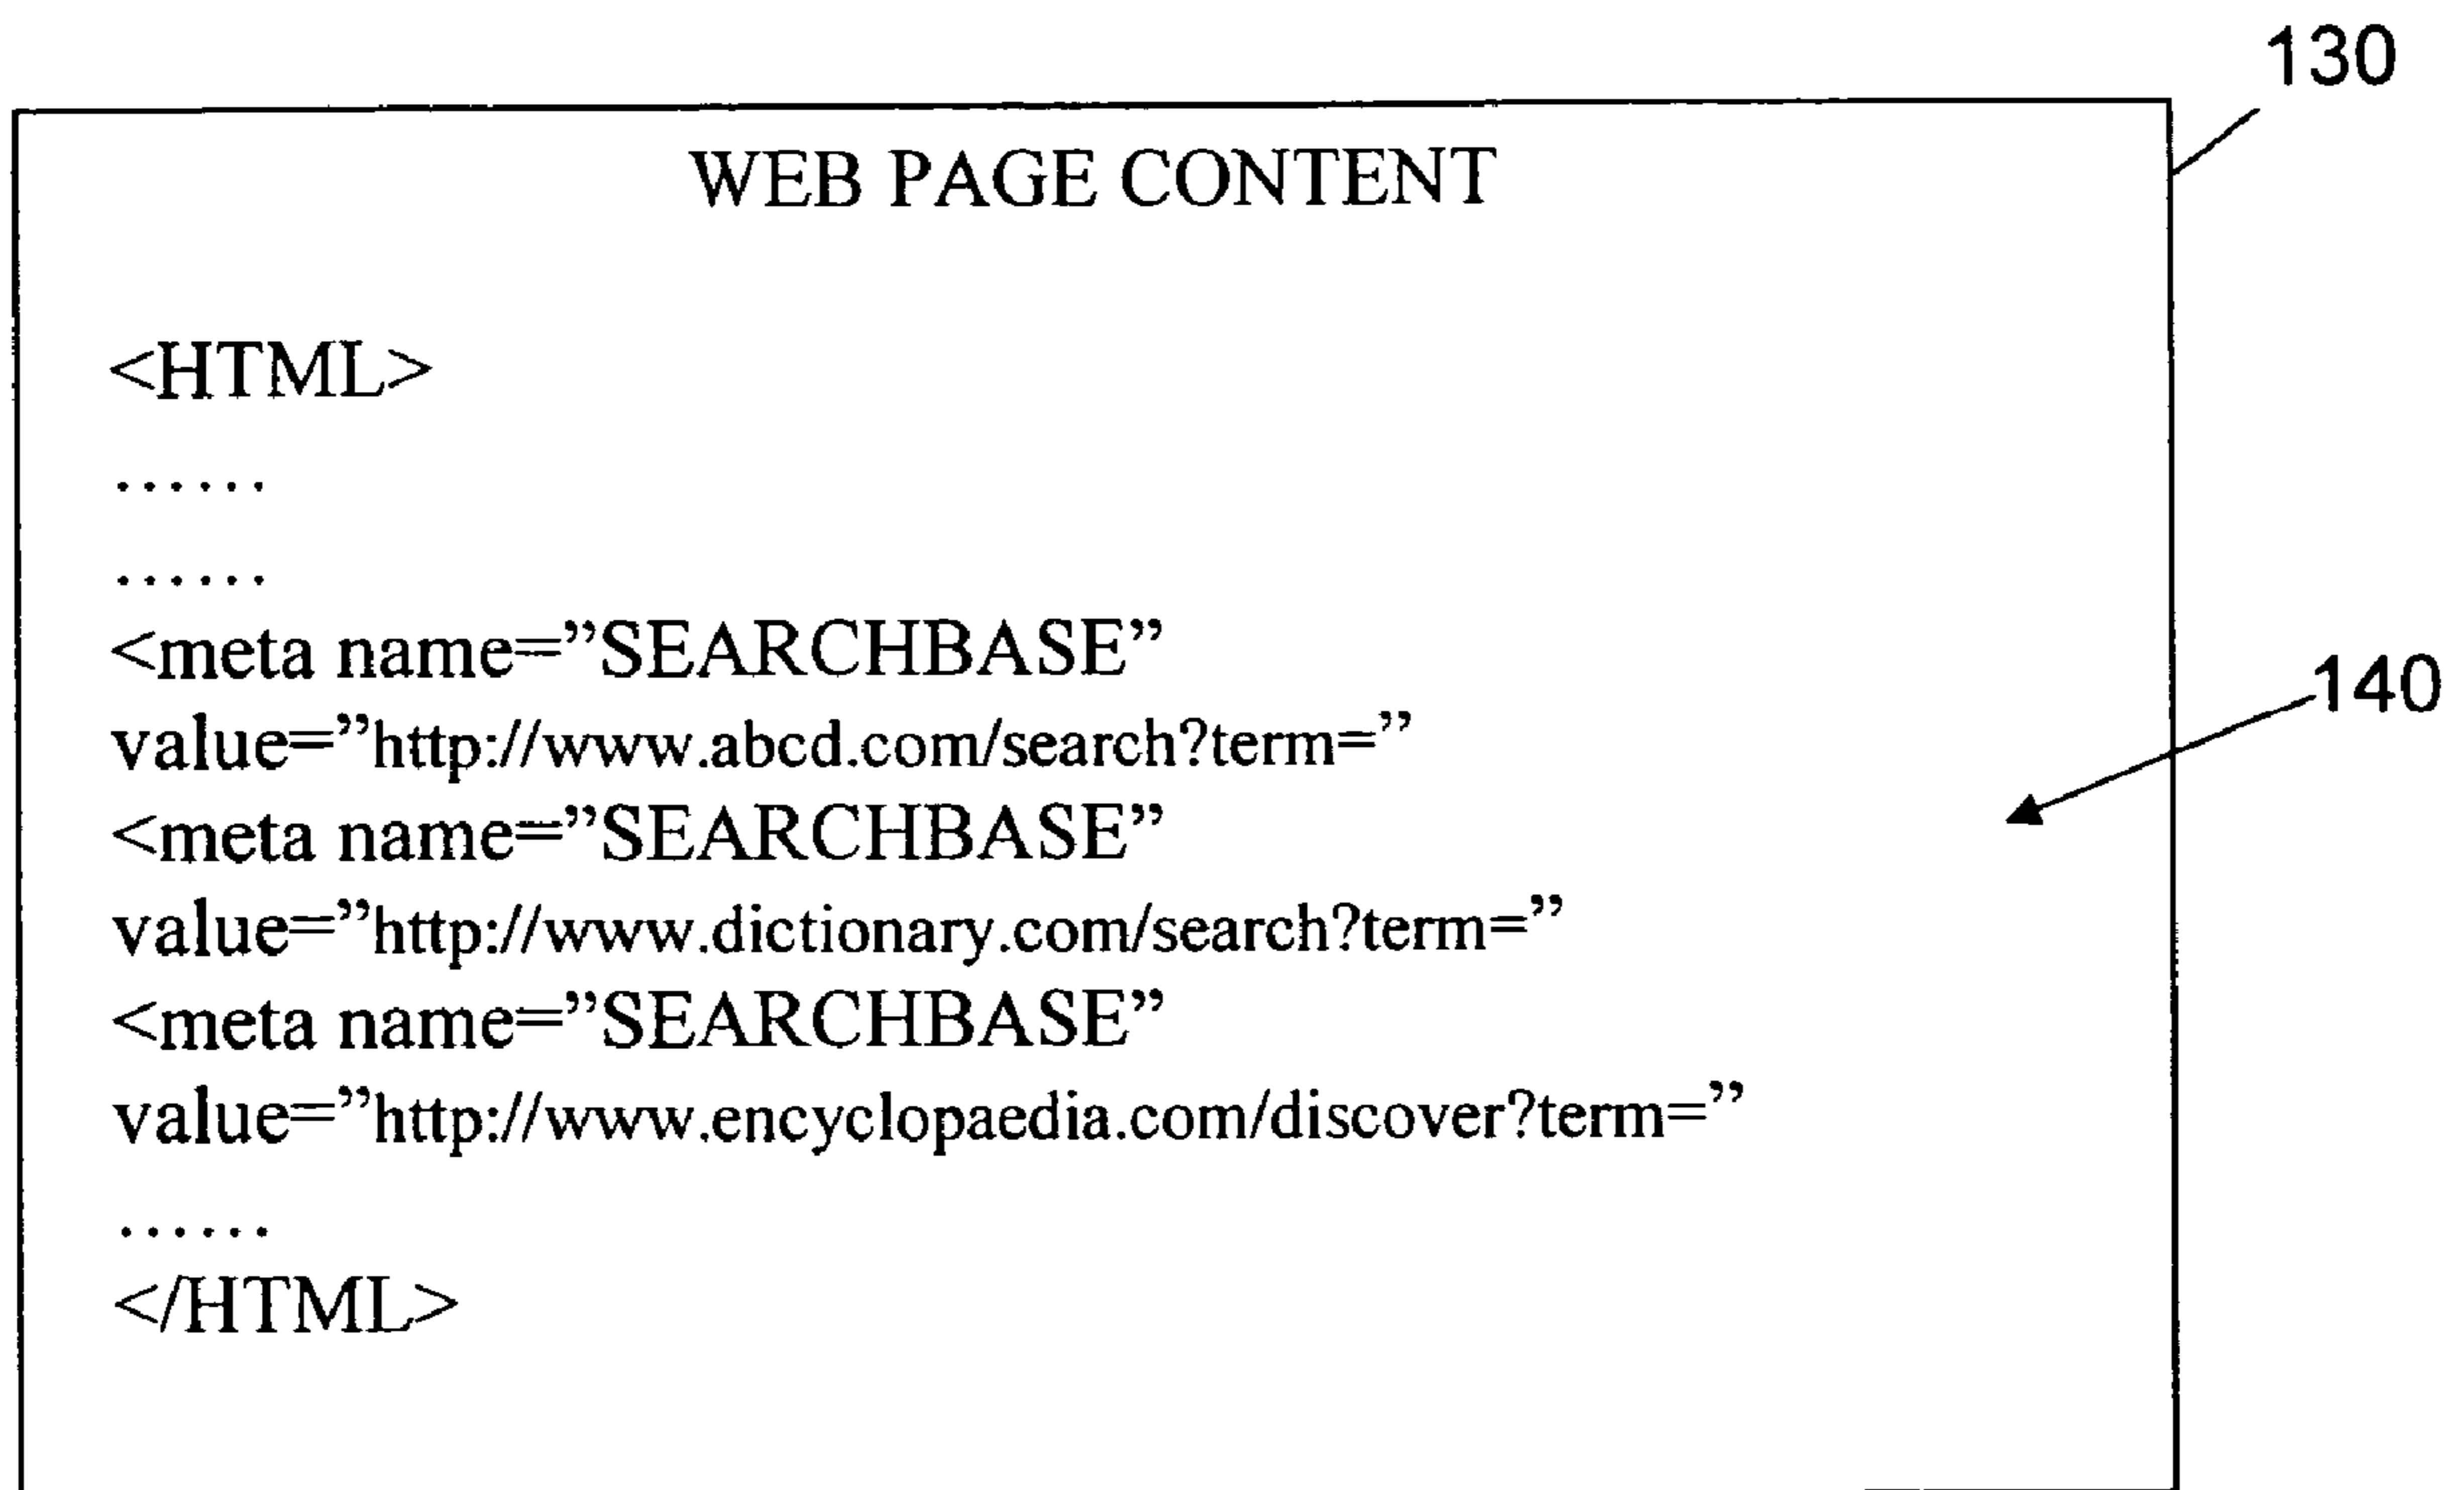 130
WEB PAGE CONTENT
<HTML>
......
......
<meta name=”SEARCHBASE”
value=”http://www.abcd.com/search?term=”
140
<meta name=”SEARCHBASE”
value=”http://www.dictionary.com/search?term=”
<meta name=”SEARCHBASE”
value=”http://www.encyclopaedia.com/discover?term=”
......
</HTML>